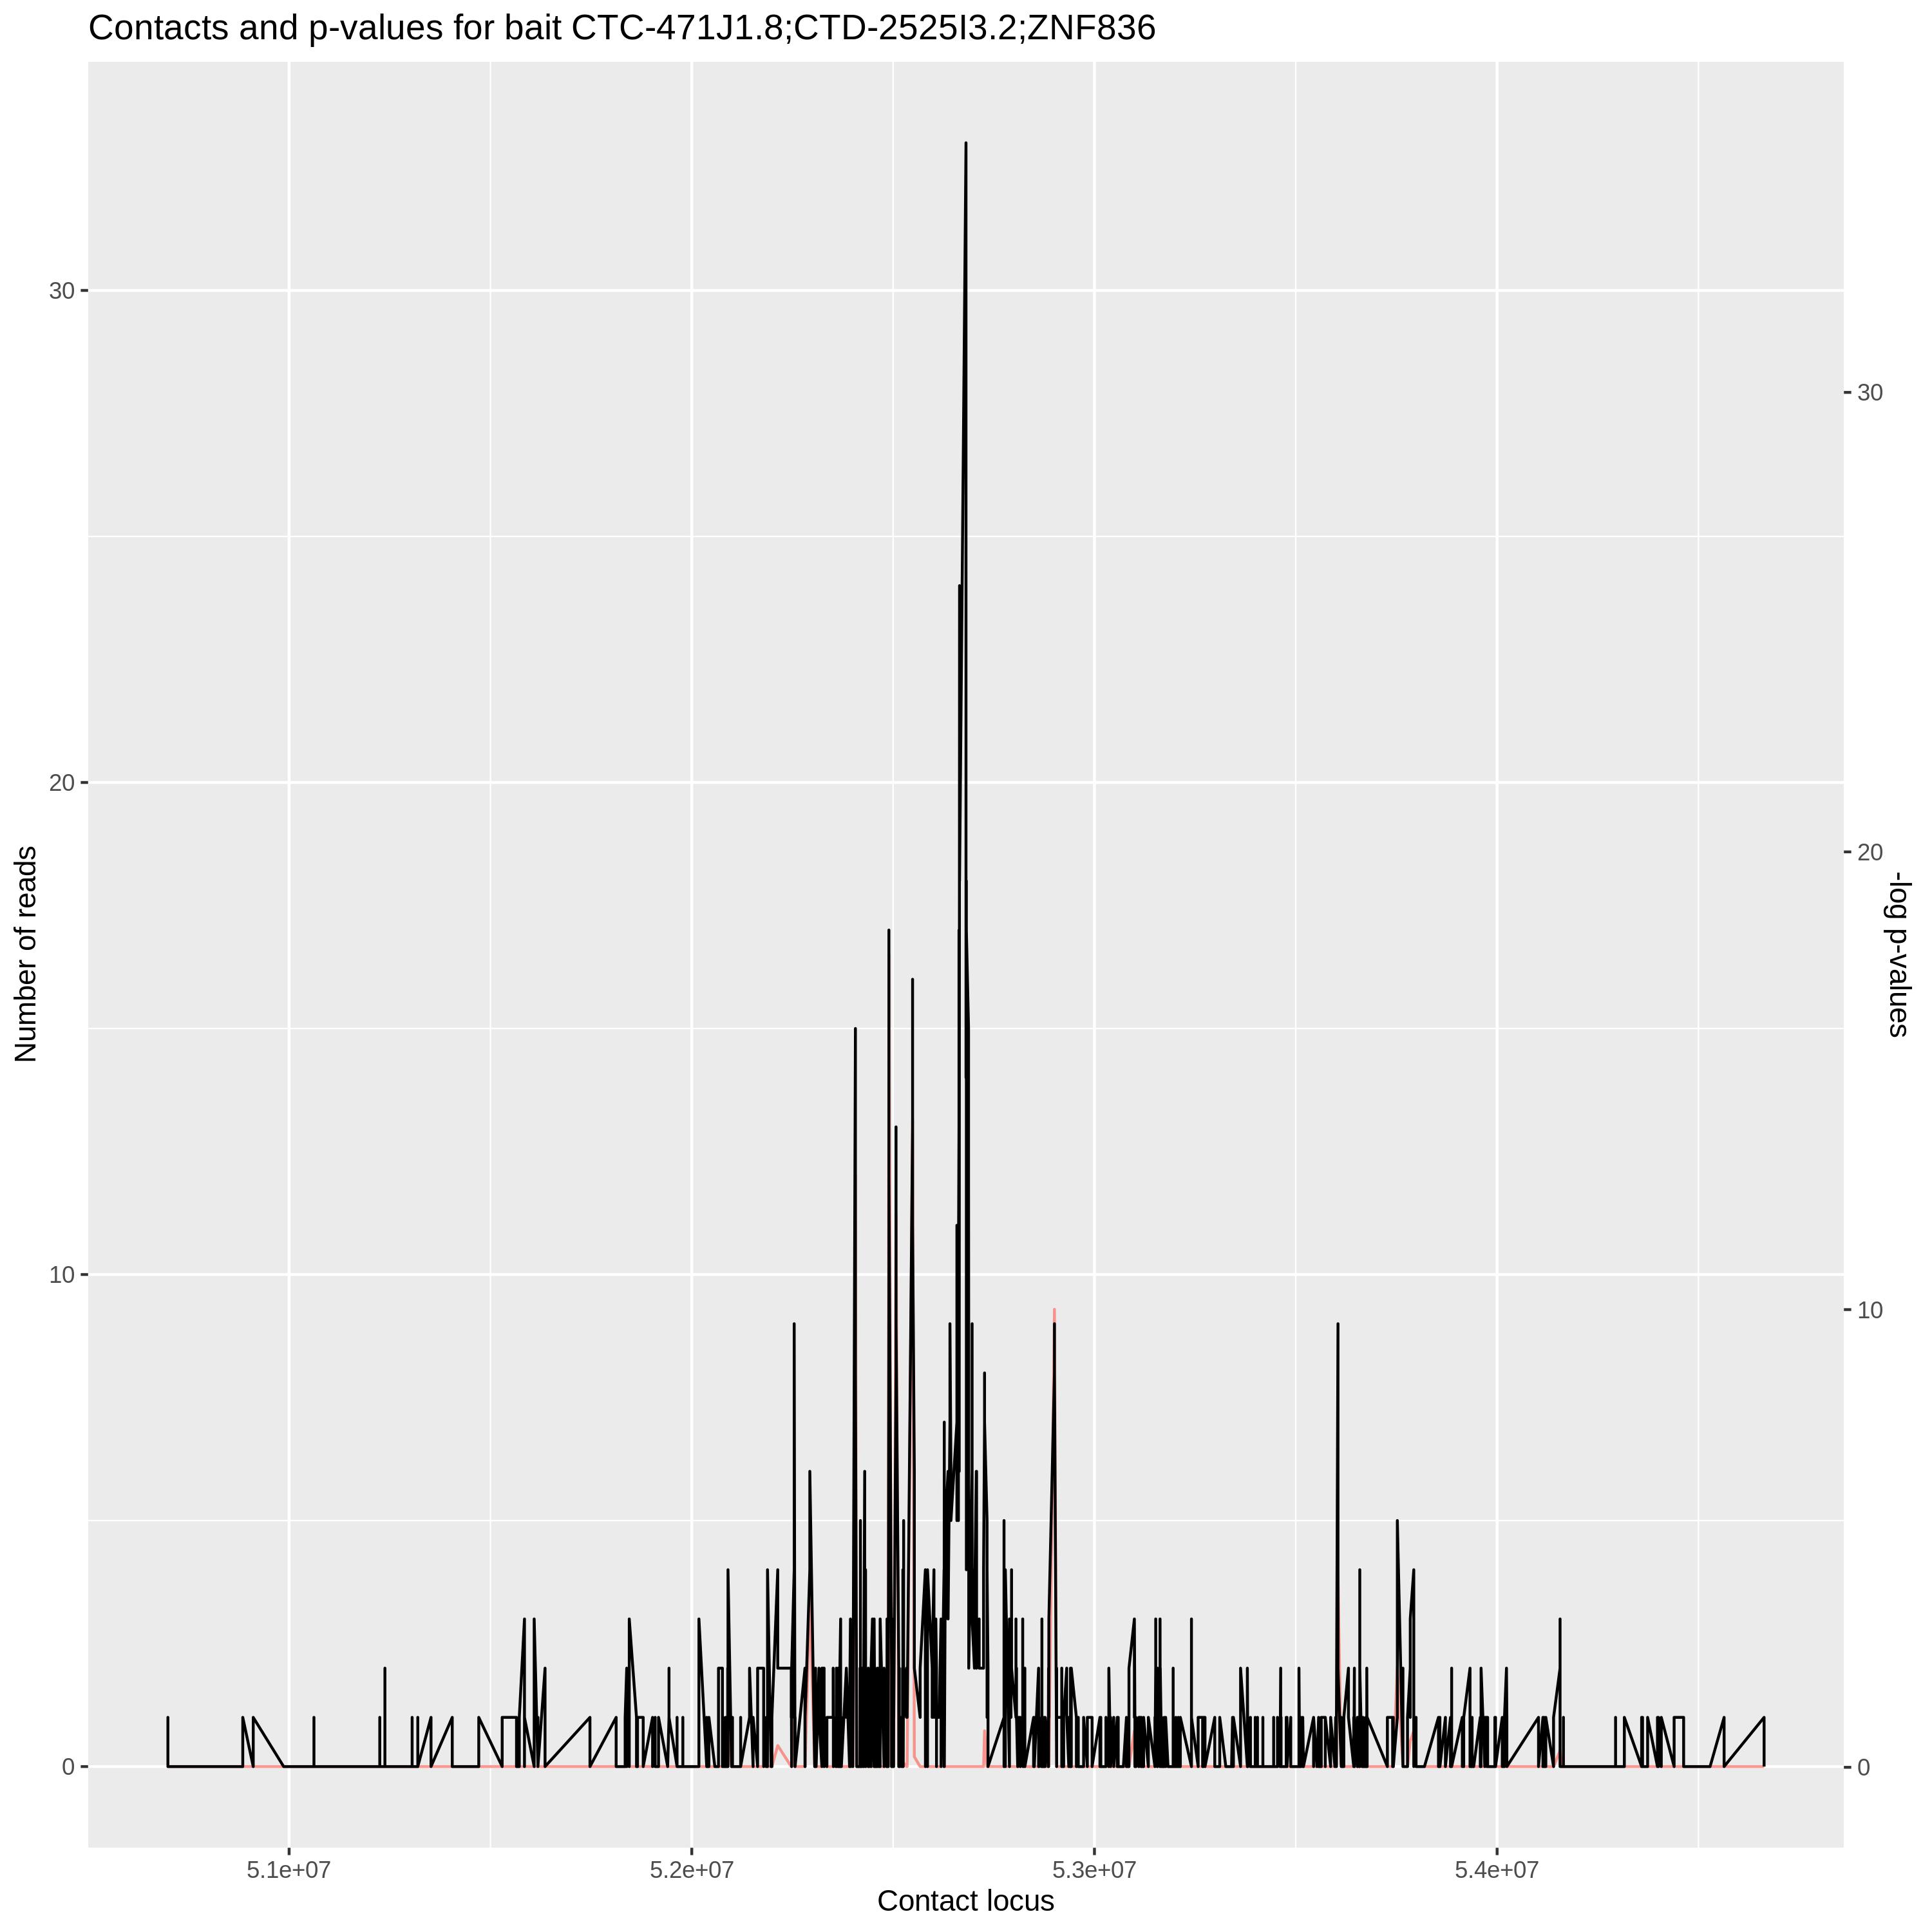 Contacts and p-values for bait CTC-471J1.8;CTD-2525I3.2;ZNF836
30
20
10
0
Number of reads
30
20
10
0
-log p-values
5.1e+07
5.2e+07
5.3e+07
5.4e+07
Contact locus